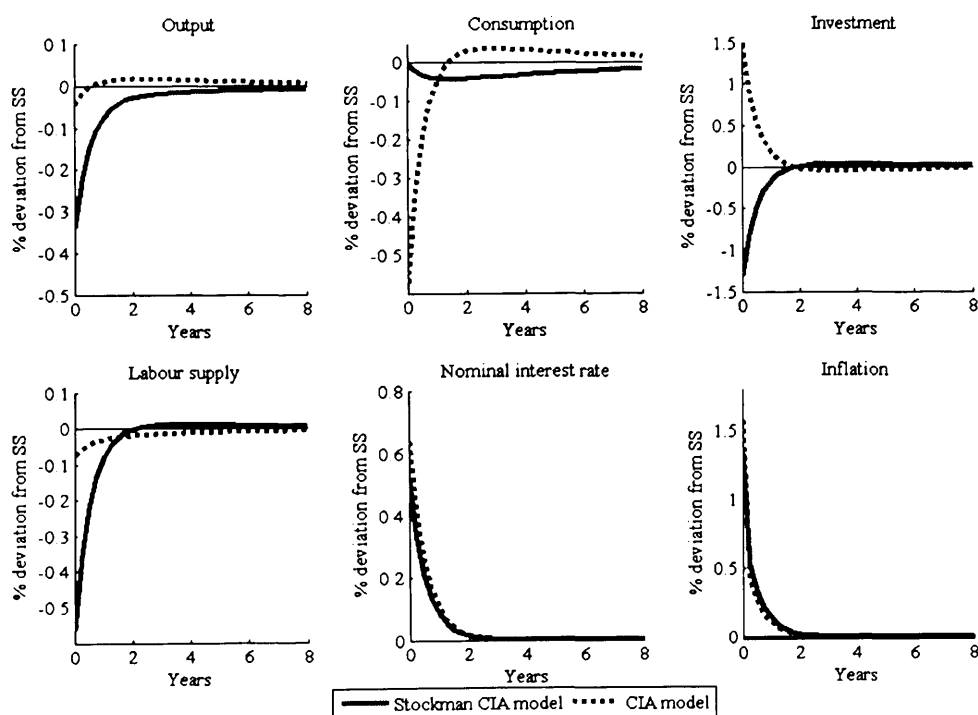 Output
% deviation from SS
0 1
0
-0.1
-0.2
-0.3
-0.4
-0.5
0 2 4 6 8
Years
Consumption
% deviation from SS
0
-0.1
-0.2
-0.3
-0.4
-0 5
0 2 4 6 8
Years
Investment
% deviation from SS
1.5
1
0.5
0
-0.5
-1
-1.5
0 2 4 6 8
Years
Labour supply
% deviation from SS
0 1
0
-0.1
-0.2
-0.3
-0.4
-0 5
0 2 4 6 8
Years
Nominal interest rate
% deviation from SS
0.8
0.6
0 4
0 2
0
0 2 4 6 8
Years
Inflation
% deviation from SS
1.5
1
0.5
0
0 2 4 6 8
Years
Stockman CIA model CIA model